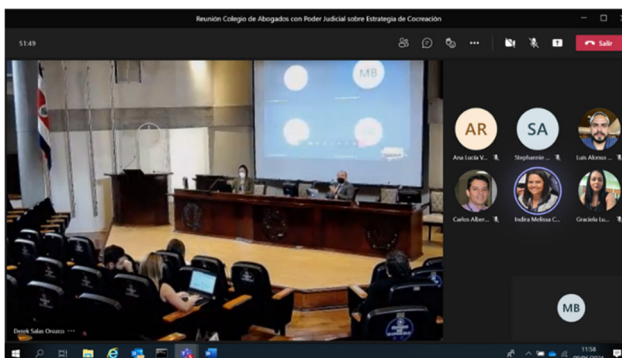 Reunión Colegio de Abogados con Poder Judicial sobre Estrategia de Cocreación
51:49
Salir
MB
AR
SA
Ana Lucía V...
Stephannie ...
Luis Alonso ...
Carlos Alber...
Indira Melissa C...
Graciela Lu...
MB
Derek Salas Orozco
11:58